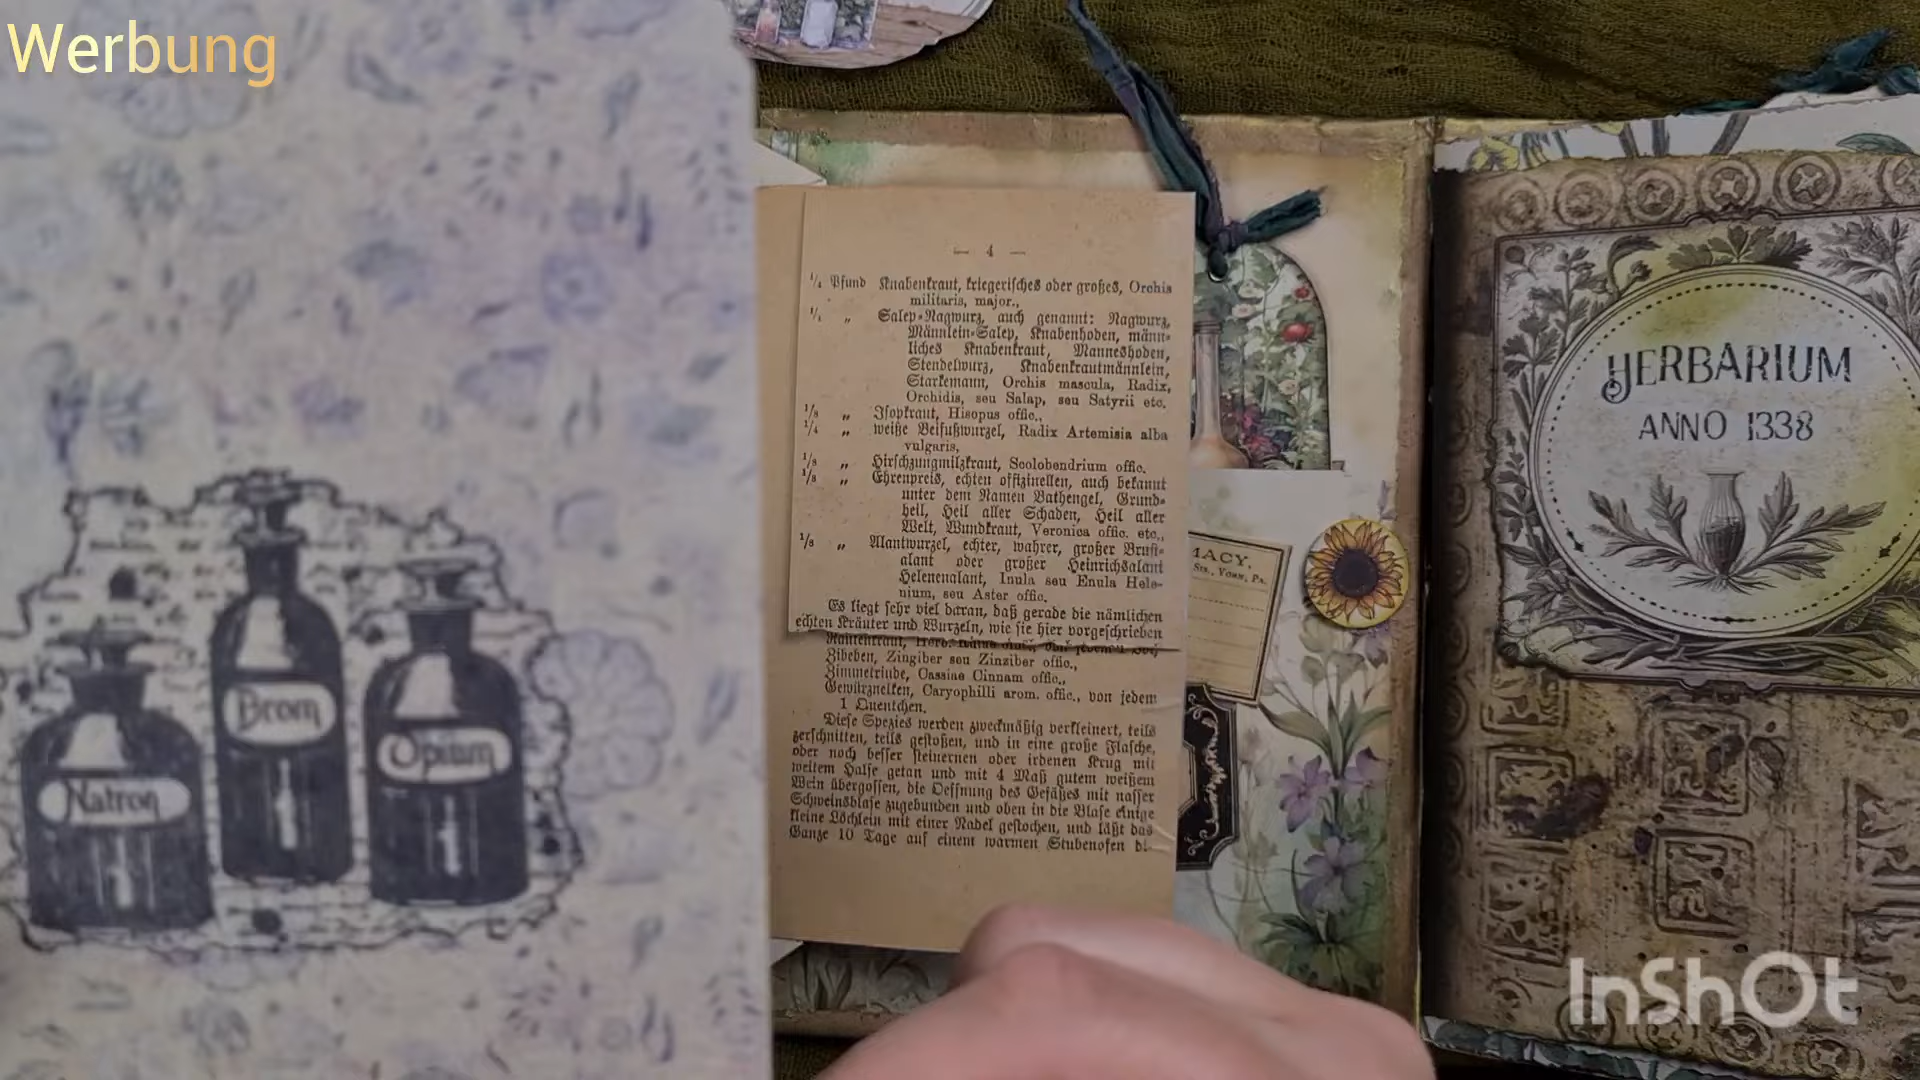 Werbung
Natron
Brom
Opium
— 4 —
1/4 Pfund Knabenkraut, kriegerisches oder großes, Orchis
militaris, major.,
1/4 „ Salep-Ragwurz, auch genannt: Ragwurz,
Männlein-Salep, Knabenhoden, männ-
liches Knabenkraut, Manneshoden,
Stendelwurz, Knabenkrautmännlein,
Starkemann, Orchis mascula, Radix,
Orchidis, seu Salap, seu Satyrii etc.
1/8 „ Isopkraut, Hisopus offic.,
1/4 „ weiße Beifußwurzel, Radix Artemisia alba
vulgaris,
1/8 „ Hirschzungmilzkraut, Scolobendrium offic.
1/8 „ Ehrenpreis, echten offizinellen, auch bekannt
unter dem Namen Bathengel, Grund-
heil, Heil aller Schaden, Heil aller
Welt, Wundkraut, Veronica offic. etc.,
1/8 „ Alantwurzel, echter, wahrer, großer Brust-
alant oder großer Heinrichsalant
Helenenalant, Inula seu Enula Hele-
nium, seu Aster offic.
Es liegt sehr viel daran, daß gerade die nämlichen
echten Kräuter und Wurzeln, wie sie hier vorgeschrieben
Zibeben, Zingiber seu Zinziber offic.,
Zimmetrinde, Cassiae Cinnam offic.,
Gewürznelken, Caryophilli arom. offic., von jedem
1 Quentchen.
Diese Spezies werden zweckmäßig verkleinert, teils
zerschnitten, teils gestoßen, und in eine große Flasche,
oder noch besser steinernen oder irdenen Krug mit
weitem Halse getan und mit 4 Maß gutem weißem
Wein übergossen, die Oeffnung des Gefäßes mit nasser
Schweinsblase zugebunden und oben in die Blase einige
kleine Löchlein mit einer Nadel gestochen, und läßt das
Ganze 10 Tage auf einem warmen Stubenofen di-
MACY,
STS., YORK, PA.
HERBARIUM
ANNO 1338
InShOt